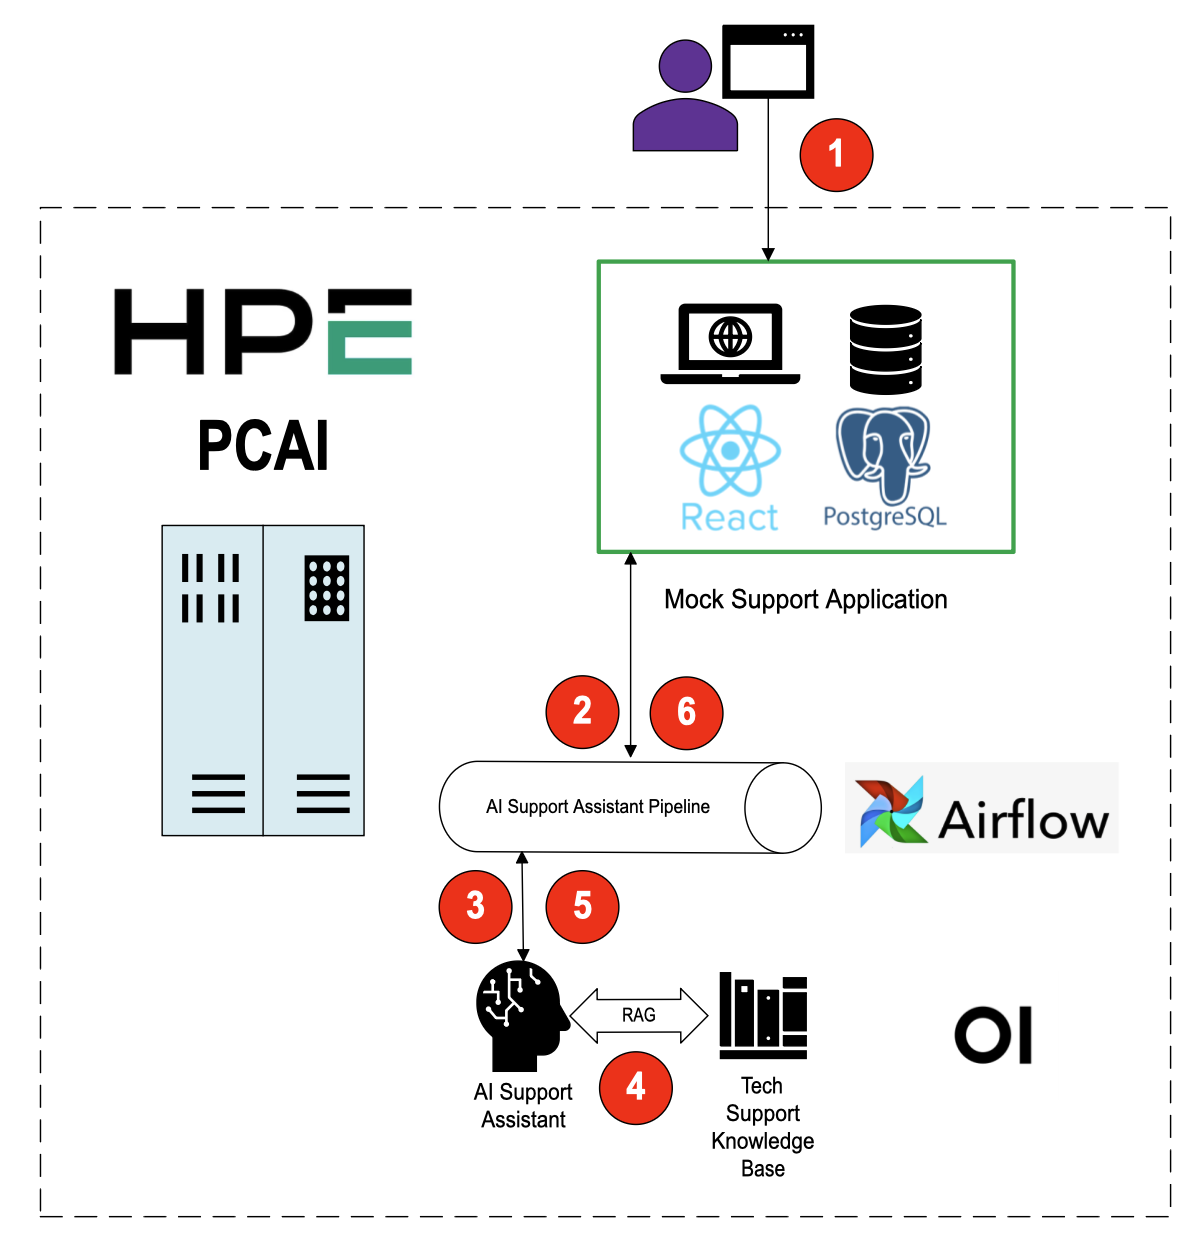 1
HPE
PCAI
React
PostgreSQL
Mock Support Application
2
6
AI Support Assistant Pipeline
Airflow
3
5
RAG
4
AI Support
Assistant
Tech
Support
Knowledge
Base
OI